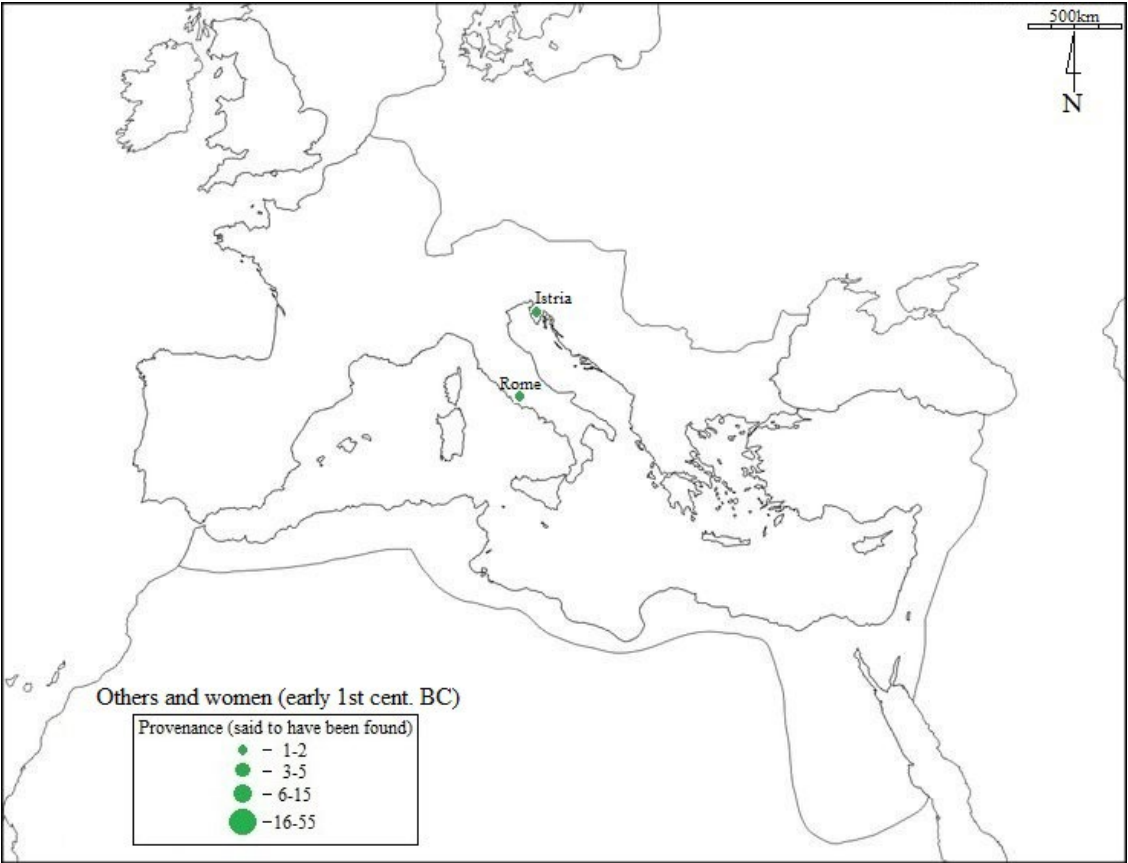 500km
N
Istria
Rome
Others and women (early 1st cent. BC)
Provenance (said to have been found)
– 1-2
– 3-5
– 6-15
–16-55